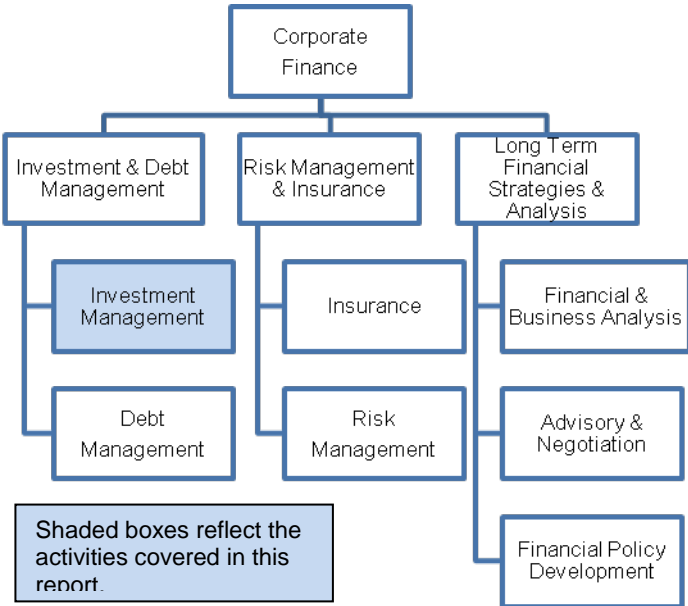 Corporate
Finance
Investment & Debt
Management
Risk Management
& Insurance
Long Term
Financial
Strategies &
Analysis
Investment
Management
Insurance
Financial &
Business Analysis
Debt
Management
Risk
Management
Advisory &
Negotiation
Shaded boxes reflect the
activities covered in this
report.
Financial Policy
Development